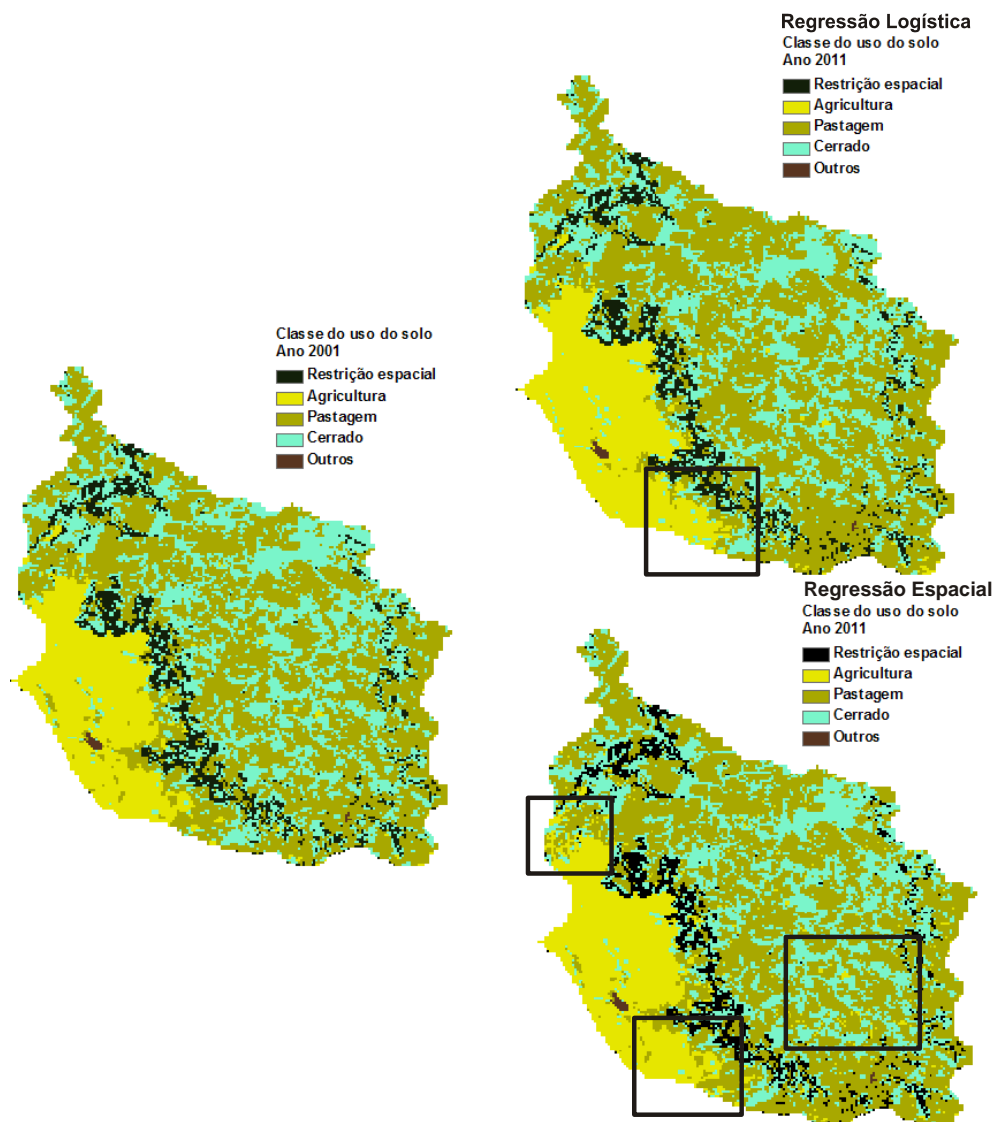 Regressão Logística
Classe do uso do solo
Ano 2011
Restrição espacial
Agricultura
Pastagem
Cerrado
Outros
Classe do uso do solo
Ano 2001
Restrição espacial
Agricultura
Pastagem
Cerrado
Outros
Regressão Espacial
Classe do uso do solo
Ano 2011
Restrição espacial
Agricultura
Pastagem
Cerrado
Outros